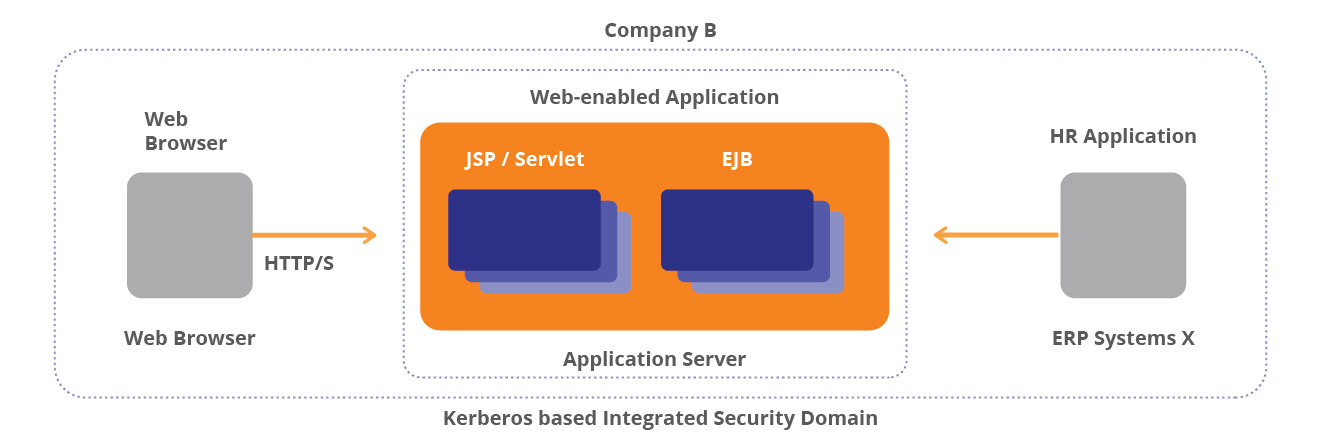 Company B
Web-enabled Application
Web
Browser
HR Application
JSP / Servlet
EJB
HTTP/S
Web Browser
ERP Systems X
Application Server
Kerberos based Integrated Security Domain